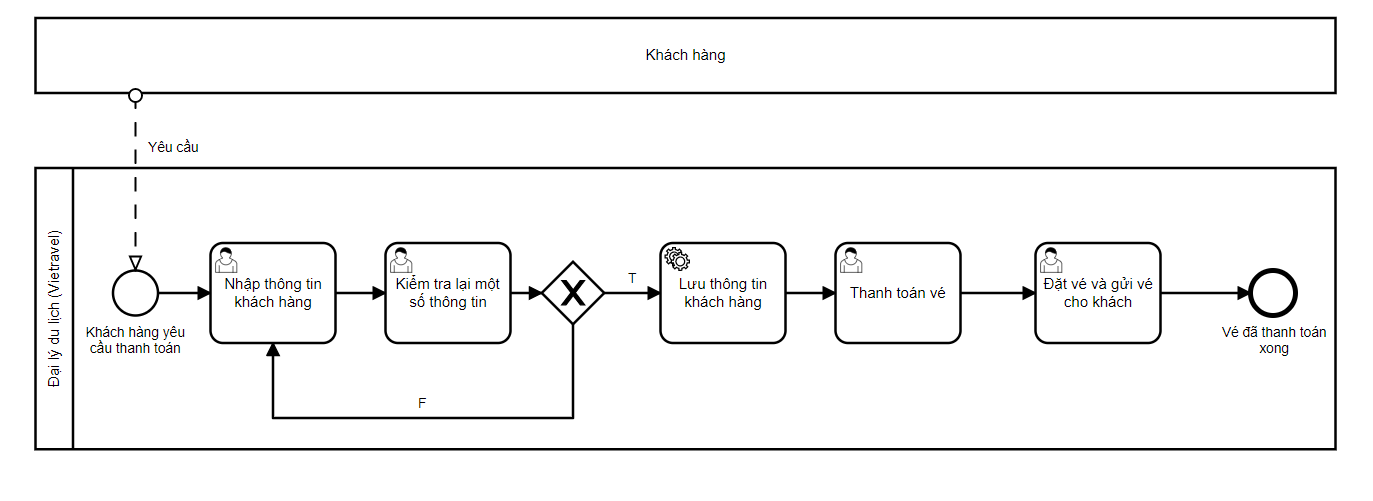 Khách hàng
Yêu cầu
Đại lý du lịch (Vietravel)
Khách hàng yêu
cầu thanh toán
Nhập thông tin
khách hàng
Kiểm tra lại một
số thông tin
T
F
Lưu thông tin
khách hàng
Thanh toán vé
Đặt vé và gửi vé
cho khách
Vé đã thanh toán
xong